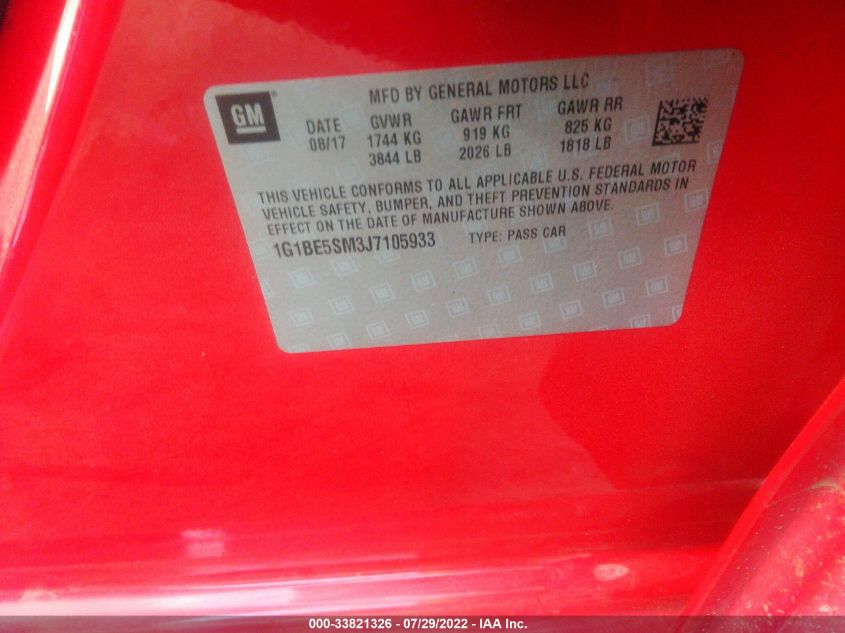 GM
MFD BY GENERAL MOTORS LLC
DATE GVWR GAWR FRT GAWR RR
08/17 1744 KG 919 KG 825 KG
3844 LB 2026 LB 1818 LB
THIS VEHICLE CONFORMS TO ALL APPLICABLE U.S. FEDERAL MOTOR
VEHICLE SAFETY, BUMPER, AND THEFT PREVENTION STANDARDS IN
EFFECT ON THE DATE OF MANUFACTURE SHOWN ABOVE.
1G1BE5SM3J7105933 TYPE: PASS CAR
000-33821326 - 07/29/2022 - IAA Inc.